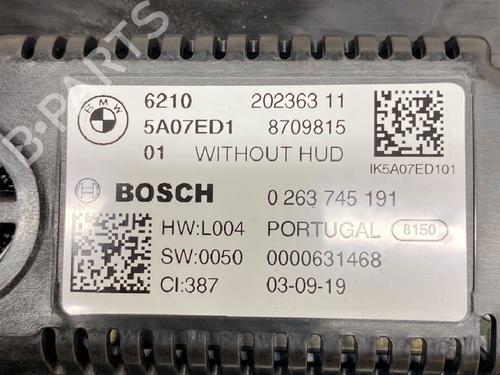 B-PARTS
BMW
6210 202363 11
5A07ED1 8709815
01 WITHOUT HUD
IK5A07ED101
BOSCH 0 263 745 191
HW:L004 PORTUGAL 8150
SW:0050 0000631468
CI:387 03-09-19